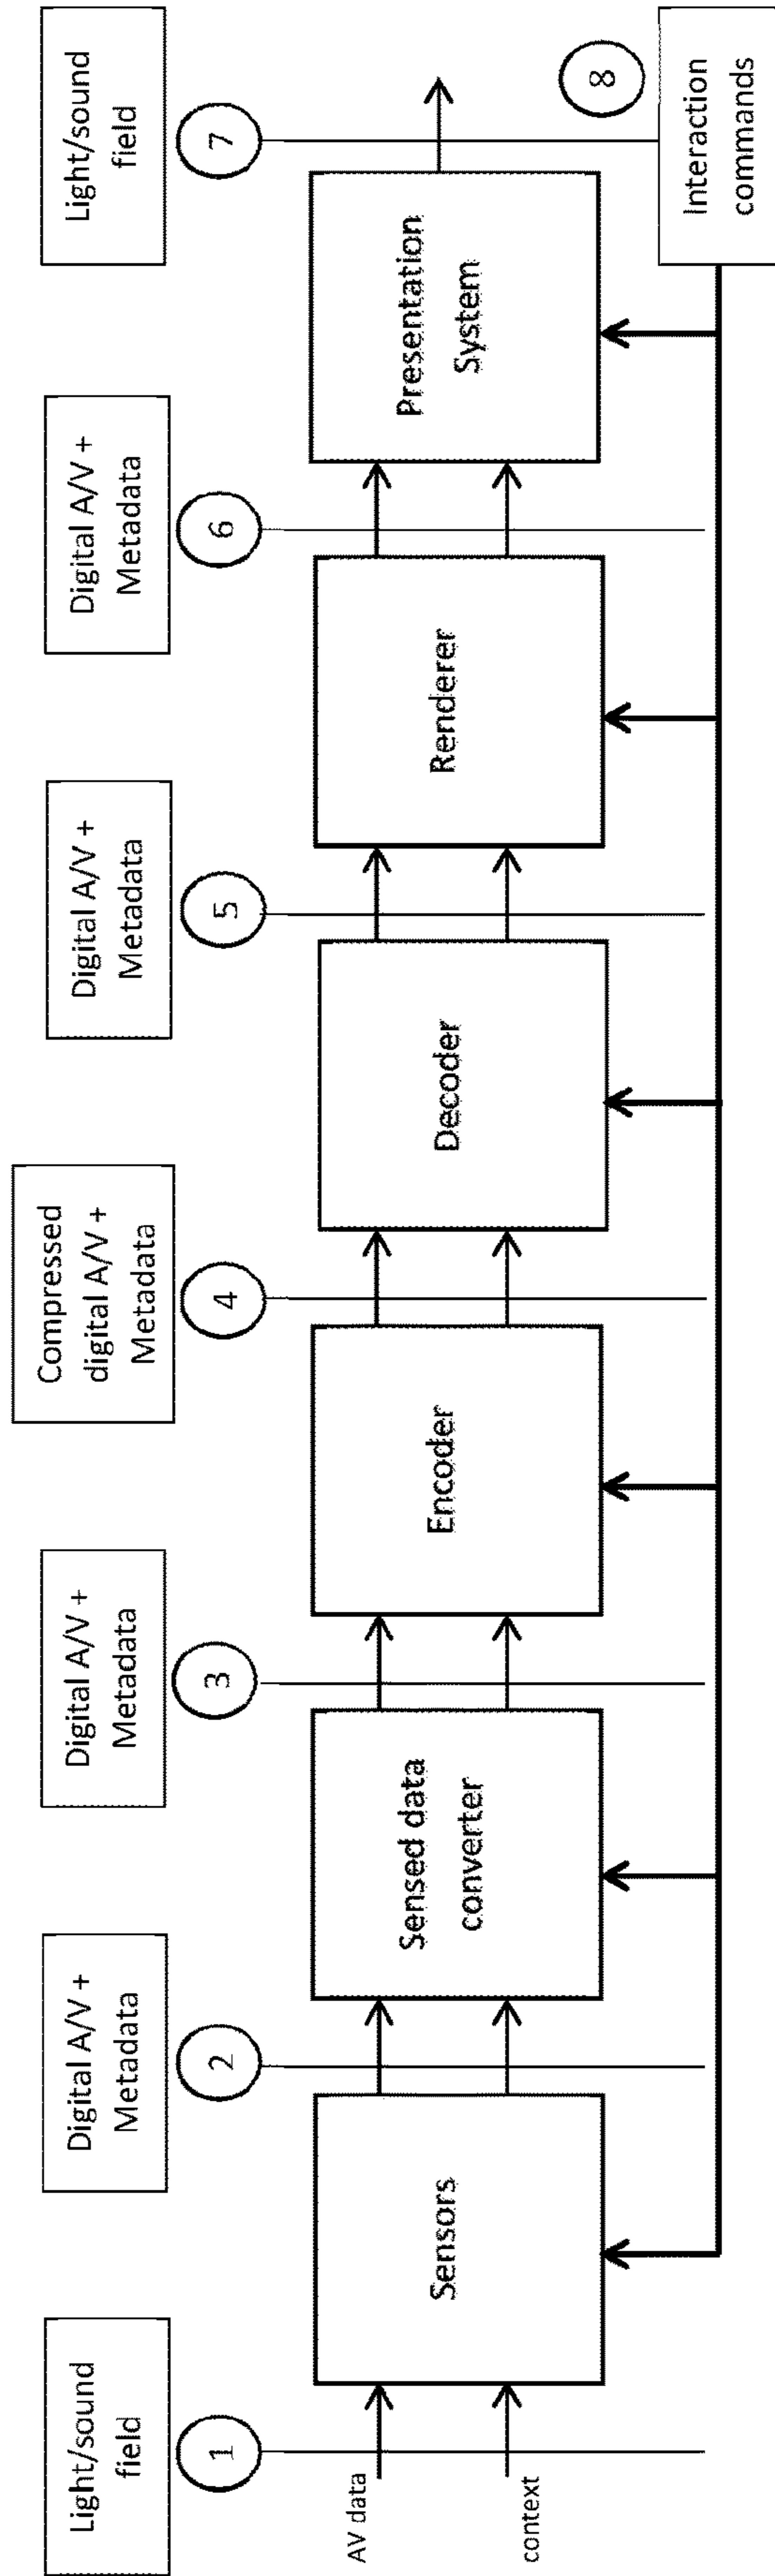 Light/sound
field
1
AV data
context
Sensors
Digital A/V +
Metadata
2
Sensed data
converter
Digital A/V +
Metadata
3
Encoder
Compressed
digital A/V +
Metadata
4
Decoder
Digital A/V +
Metadata
5
Renderer
Digital A/V +
Metadata
6
Presentation
System
Light/sound
field
7
8
Interaction
commands